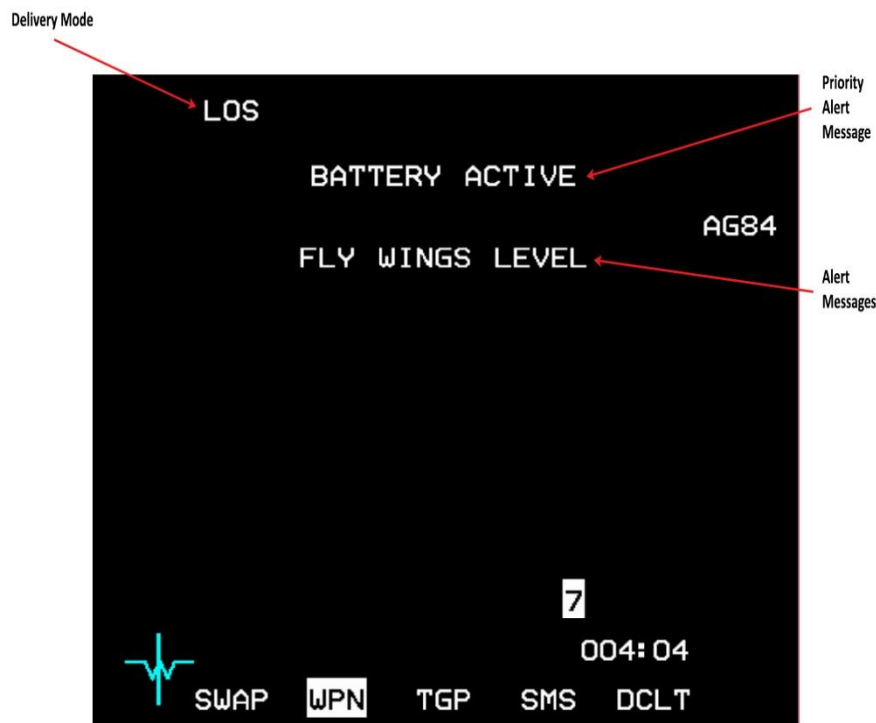 Delivery Mode
LOS
Priority
Alert
Message
BATTERY ACTIVE
AG84
FLY WINGS LEVEL
Alert
Messages
7
004:04
SWAP WPN TGP SMS DCLT